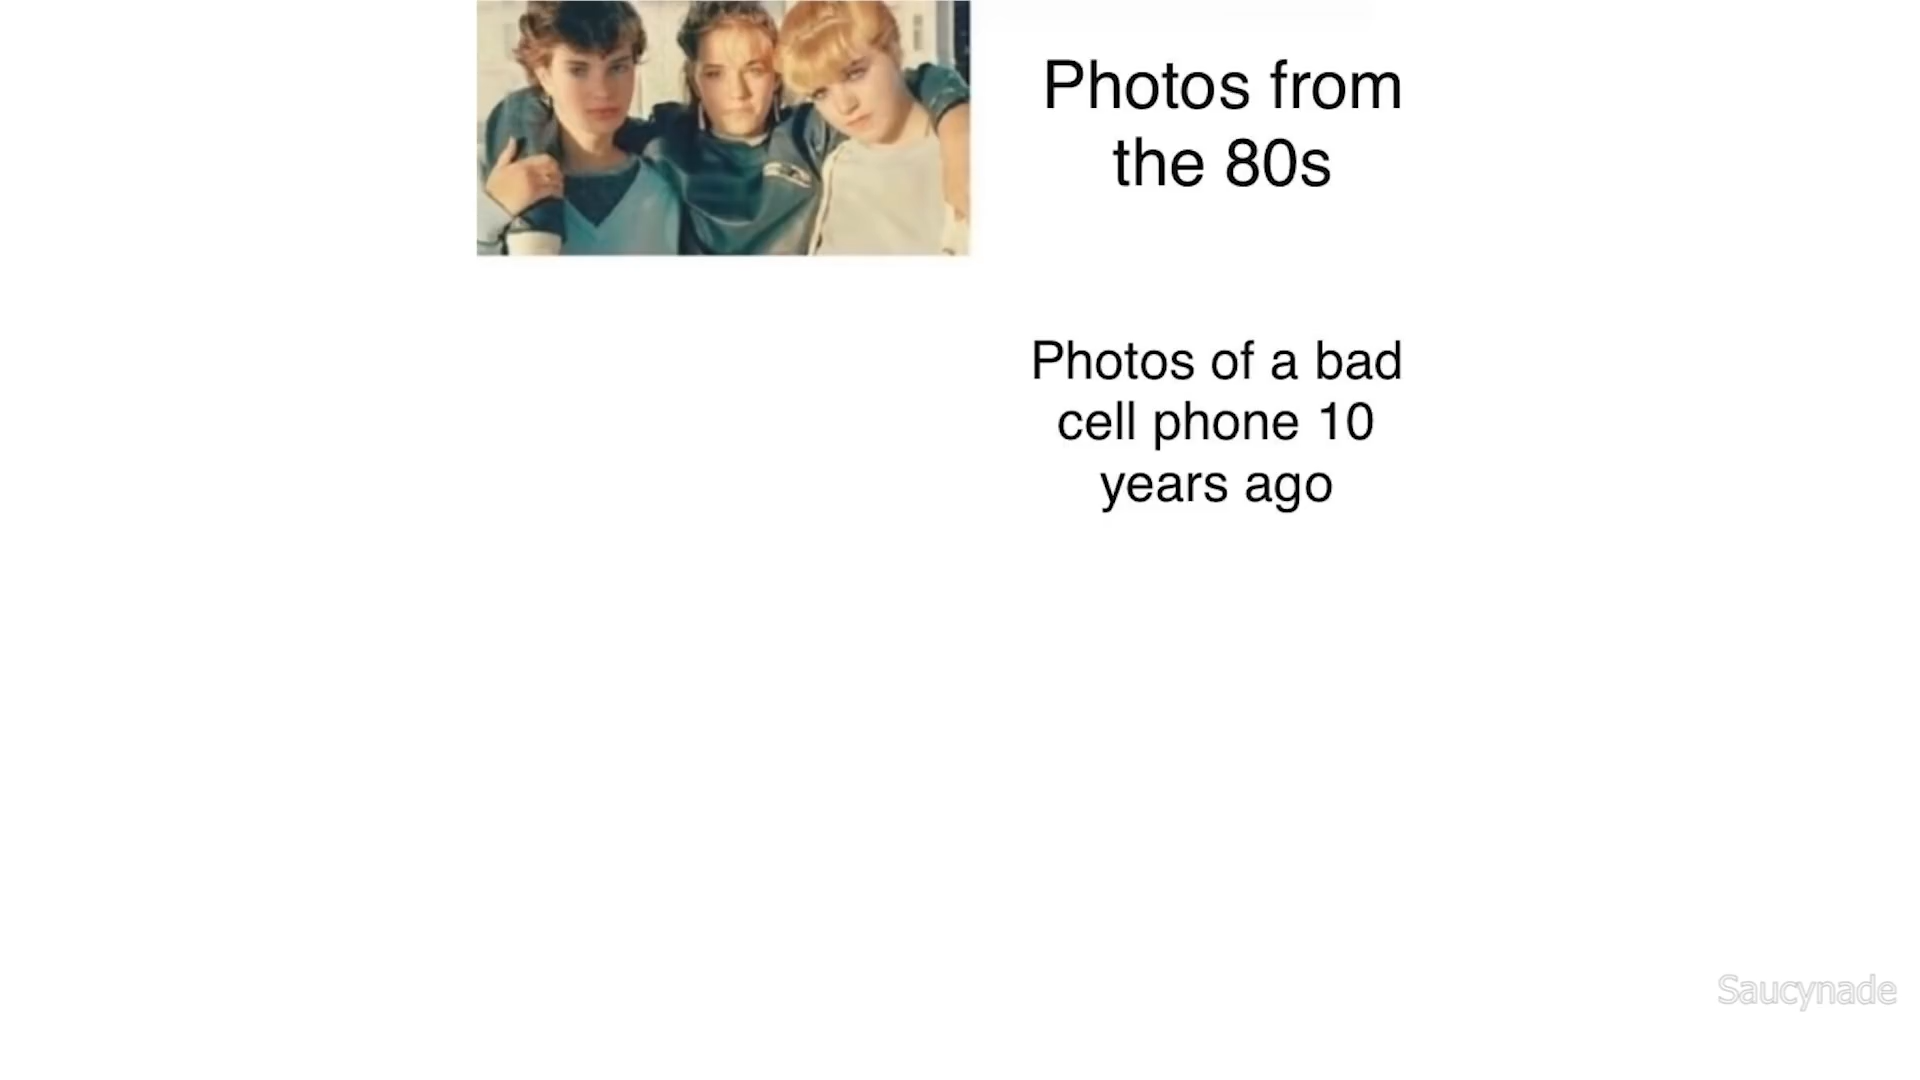 Photos from
the 80s
Photos of a bad
cell phone 10
years ago
Saucynade